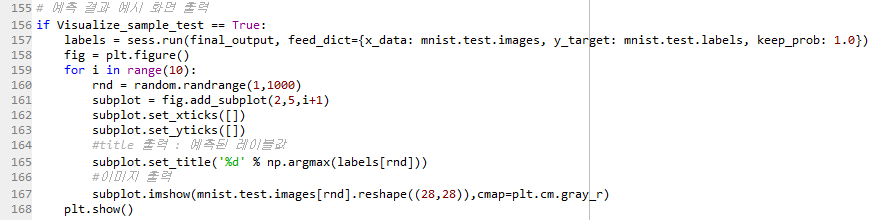 155 # 예측 결과 예시 화면 출력
156 if Visualize_sample_test == True:
157     labels = sess.run(final_output, feed_dict={x_data: mnist.test.images, y_target: mnist.test.labels, keep_prob: 1.0})
158     fig = plt.figure()
159     for i in range(10):
160         rnd = random.randrange(1,1000)
161         subplot = fig.add_subplot(2,5,i+1)
162         subplot.set_xticks([])
163         subplot.set_yticks([])
164         #title 출력 : 예측된 레이블값
165         subplot.set_title('%d' % np.argmax(labels[rnd]))
166         #이미지 출력
167         subplot.imshow(mnist.test.images[rnd].reshape((28,28)),cmap=plt.cm.gray_r)
168     plt.show()